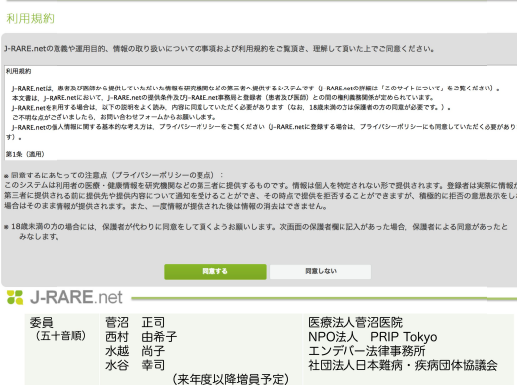 利用規約
J-RARE.netの意義や運用目的、情報の取り扱いについての事項および利用規約をご覧頂き、理解して頂いた上でご同意ください。
利用規約
J-RARE.netは、患者及び医師から提供していただいた情報を研究機関などの第三者へ提供するシステムです（J-RARE.netの詳細は「このサイトについて」をご覧ください）。
本文書は、J-RARE.netにおいて、J-RAREの提供条件及びJ-RARE.net事務局と登録者（患者及び医師）との間の権利義務関係が定められています。
J-RARE.netを利用する場合は、以下の説明をよく読み、内容に同意していただく必要があります（なお、18歳未満の方は保護者の方の同意が必要です。）。
ご不明な点がございましたら、お問い合わせフォームからお願いします。
J-RARE.netの個人情報に関する基本的な考え方は、プライバシーポリシーをご覧ください（J-RARE.netに登録する場合は、プライバシーポリシーにも同意していただく必要があり
す）。
第1条（適用）
※ 同意するにあたっての注意点（プライバシーポリシーの要点）：
このシステムは利用者の医療・健康情報を研究機関などの第三者に提供するものです。情報は個人を特定されない形で提供されます。登録者は実際に情報が
第三者に提供される前に提供先や提供内容について通知を受けることができ、その時点で提供を拒否することができますが、積極的に拒否の意思表示をしな
場合はそのまま情報が提供されます。また、一度情報が提供された後は情報の消去はできません。
※ 18歳未満の方の場合には、保護者が代わりに同意をして頂くようお願いします。次画面の保護者欄に記入があった場合、保護者による同意があったと
みなします。
同意する 同意しない
J-RARE.net
委員 菅沼 正司 医療法人菅沼医院
（五十音順） 西村 由希子 NPO法人 PRIP Tokyo
水越 尚子 エンデバー法律事務所
水谷 幸司 社団法人日本難病・疾病団体協議会
（来年度以降増員予定）